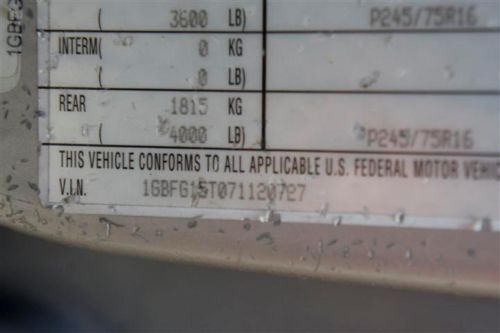 ( 3600 LB) P245/75R16
INTERM( 0 KG
( 0 LB)
REAR 1815 KG
( 4000 LB) P245/75R16
THIS VEHICLE CONFORMS TO ALL APPLICABLE U.S. FEDERAL MOTOR VEHIC
V.I.N. 1GBFG15T071120727
1GBFG